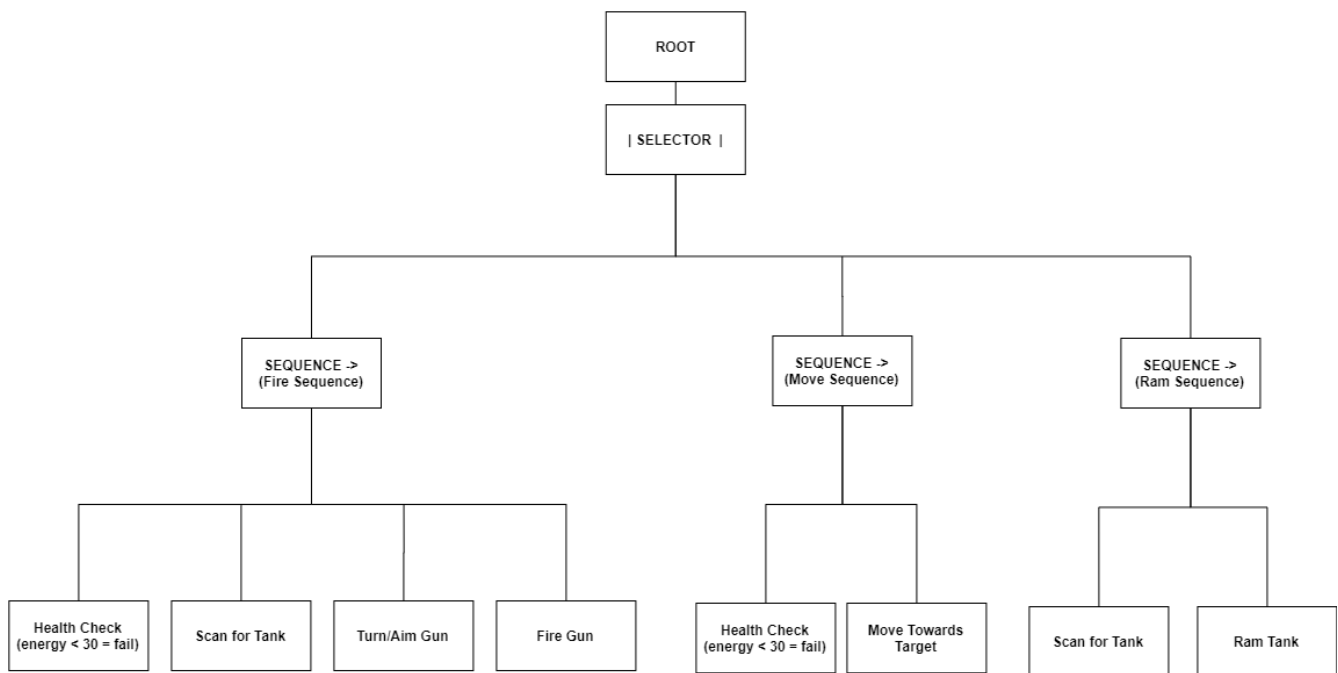 ROOT
| SELECTOR |
SEQUENCE ->
(Fire Sequence)
SEQUENCE ->
(Move Sequence)
SEQUENCE ->
(Ram Sequence)
Health Check
(energy < 30 = fail)
Scan for Tank
Turn/Aim Gun
Fire Gun
Health Check
(energy < 30 = fail)
Move Towards
Target
Scan for Tank
Ram Tank